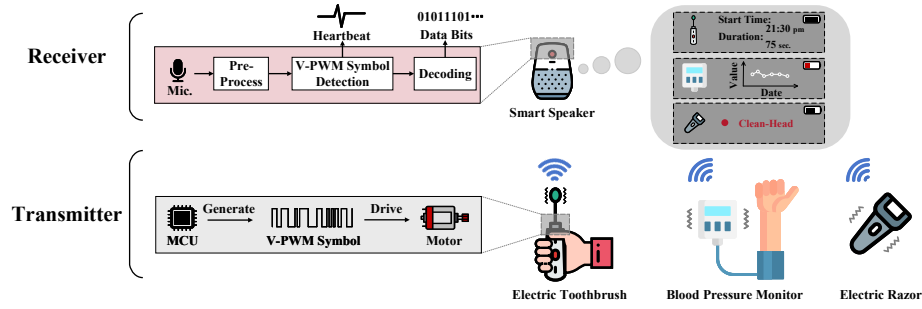 Receiver
Heartbeat
01011101···
Data Bits
Mic.
Pre-
Process
V-PWM Symbol
Detection
Decoding
Smart Speaker
Start Time:
21:30 pm
Duration:
75 sec.
Value
Date
Clean-Head
Transmitter
MCU
Generate
V-PWM Symbol
Drive
Motor
Electric Toothbrush
Blood Pressure Monitor
Electric Razor